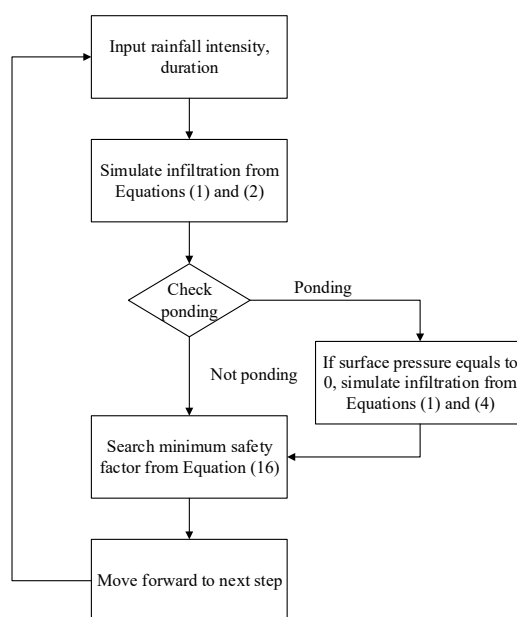 Input rainfall intensity,
duration
Simulate infiltration from
Equations (1) and (2)
Check
ponding
Ponding
Not ponding
If surface pressure equals to
0, simulate infiltration from
Equations (1) and (4)
Search minimum safety
factor from Equation (16)
Move forward to next step